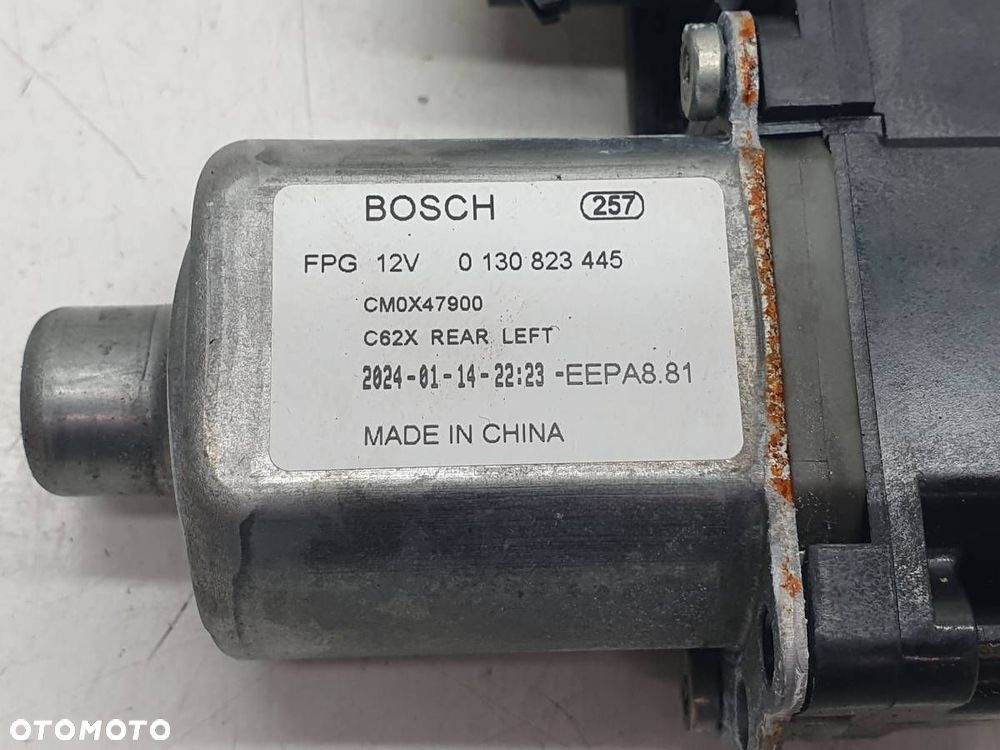 BOSCH 257
FPG 12V 0 130 823 445
CM0X47900
C62X REAR LEFT
2024-01-14-22:23 -EEPA8.81
MADE IN CHINA
OTOMOTO